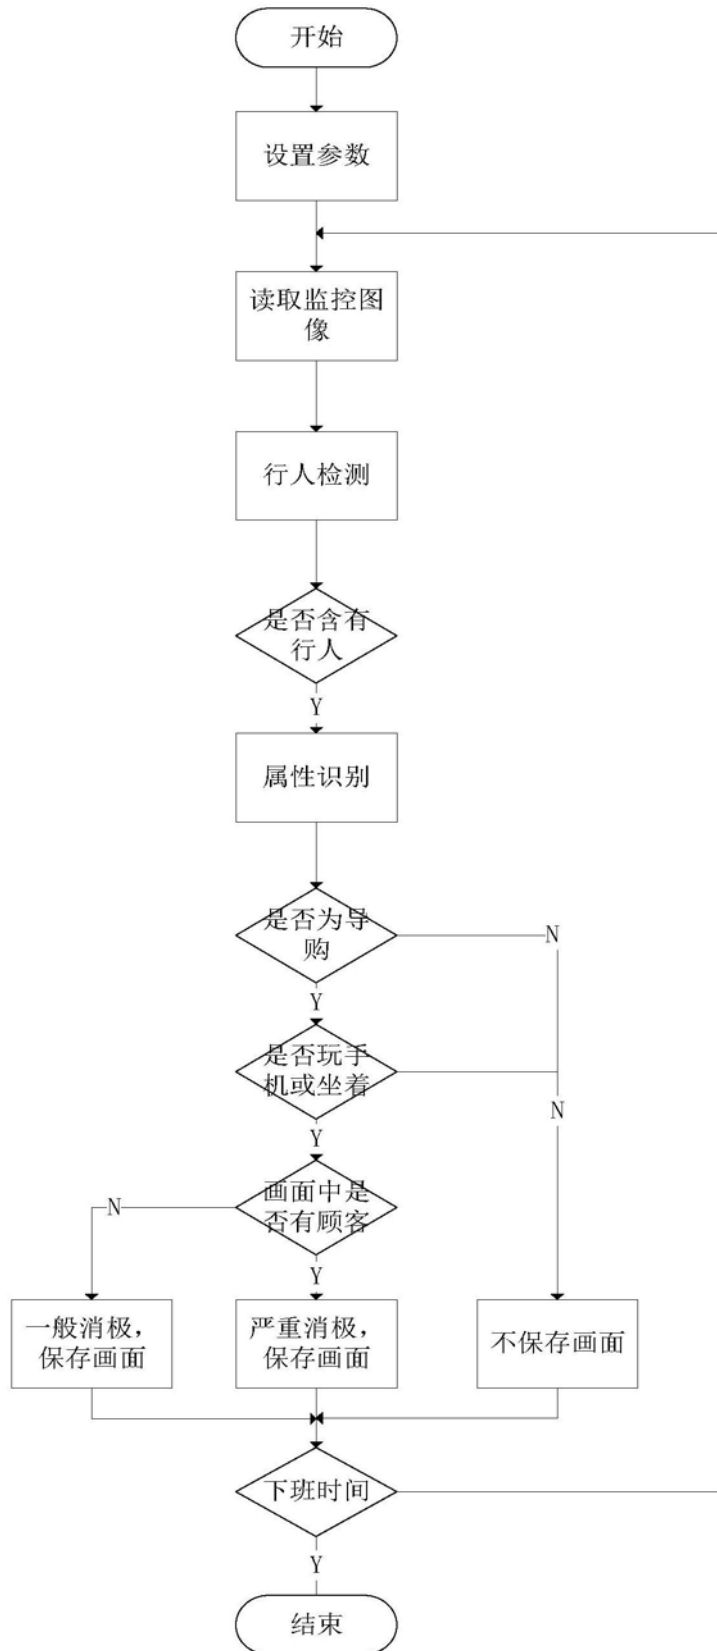 开始
设置参数
读取监控图
像
行人检测
是否含有
行人
Y
属性识别
是否为导
购
N
Y
是否玩手
机或坐着
N
Y
画面中是
否有顾客
N
Y
一般消极，
保存画面
严重消极，
保存画面
不保存画面
下班时间
Y
结束